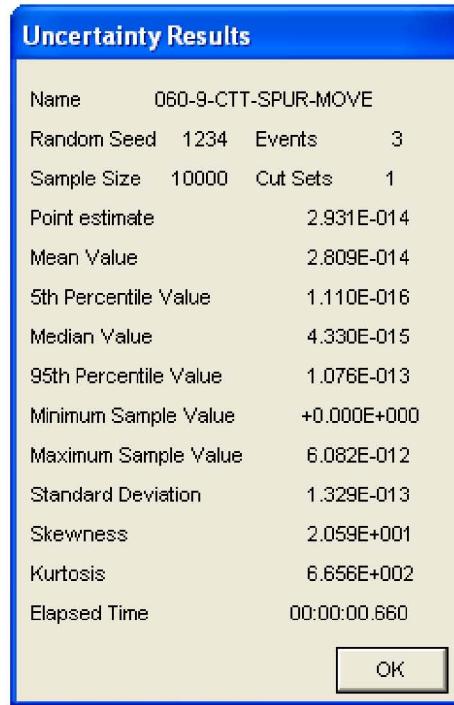 Uncertainty Results
Name 060-9-CTT-SPUR-MOVE
Random Seed 1234 Events 3
Sample Size 10000 Cut Sets 1
Point estimate 2.931E-014
Mean Value 2.809E-014
5th Percentile Value 1.110E-016
Median Value 4.330E-015
95th Percentile Value 1.076E-013
Minimum Sample Value +0.000E+000
Maximum Sample Value 6.082E-012
Standard Deviation 1.329E-013
Skewness 2.059E+001
Kurtosis 6.656E+002
Elapsed Time 00:00:00.660
OK